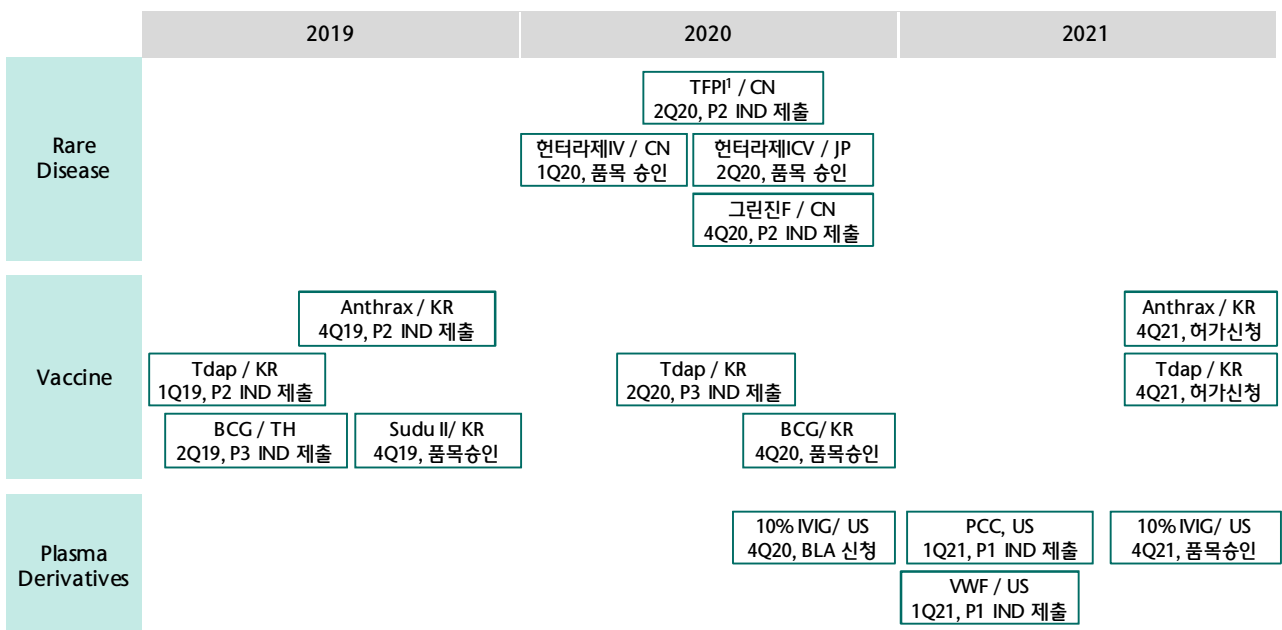 2019
2020
2021
Rare
Disease
TFPI¹ / CN
2Q20, P2 IND 제출
헌터라제IV / CN
1Q20, 품목 승인
헌터라제ICV / JP
2Q20, 품목 승인
그린진F / CN
4Q20, P2 IND 제출
Vaccine
Anthrax / KR
4Q19, P2 IND 제출
Anthrax / KR
4Q21, 허가신청
Tdap / KR
1Q19, P2 IND 제출
Tdap / KR
2Q20, P3 IND 제출
Tdap / KR
4Q21, 허가신청
BCG / TH
2Q19, P3 IND 제출
Sudu II/ KR
4Q19, 품목승인
BCG/ KR
4Q20, 품목승인
Plasma
Derivatives
10% IVIG/ US
4Q20, BLA 신청
PCC, US
1Q21, P1 IND 제출
10% IVIG/ US
4Q21, 품목승인
VWF / US
1Q21, P1 IND 제출